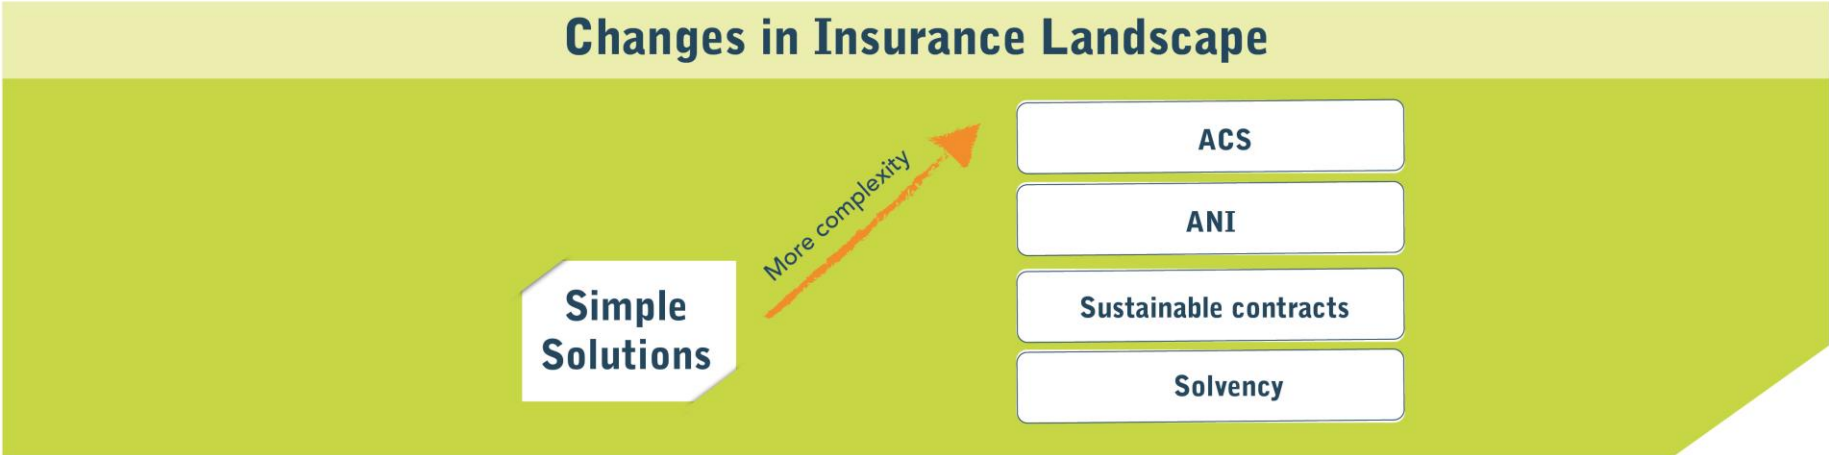 Changes in Insurance Landscape
More complexity
Simple
Solutions
ACS
ANI
Sustainable contracts
Solvency